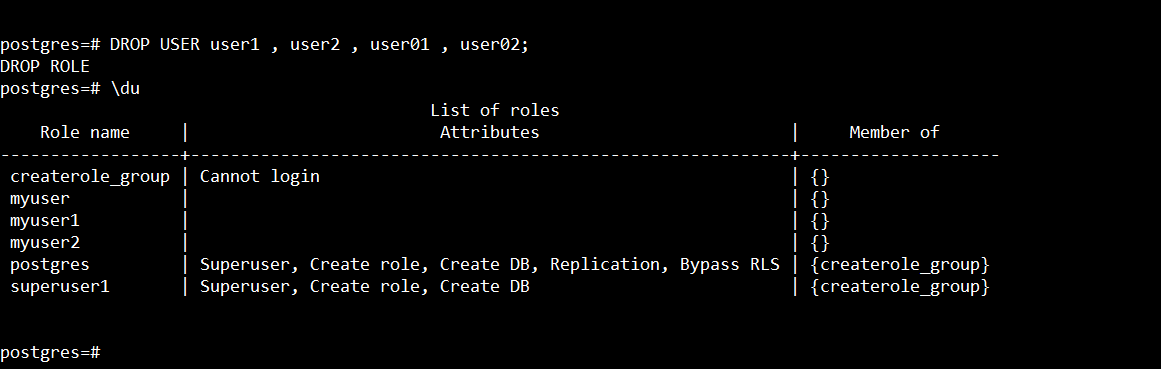 postgres=# DROP USER user1 , user2 , user01 , user02;
DROP ROLE
postgres=# \du
                                           List of roles
    Role name     |                         Attributes                         |     Member of
------------------+------------------------------------------------------------+--------------------
 createrole_group | Cannot login                                               | {}
 myuser           |                                                            | {}
 myuser1          |                                                            | {}
 myuser2          |                                                            | {}
 postgres         | Superuser, Create role, Create DB, Replication, Bypass RLS | {createrole_group}
 superuser1       | Superuser, Create role, Create DB                          | {createrole_group}
postgres=#